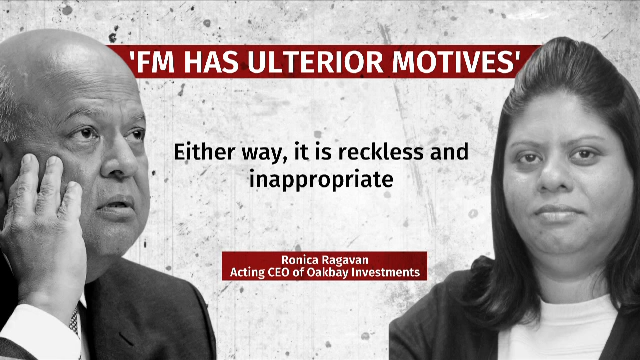 'FM HAS ULTERIOR MOTIVES'
Either way, it is reckless and
inappropriate
Ronica Ragavan
Acting CEO of Oakbay Investments